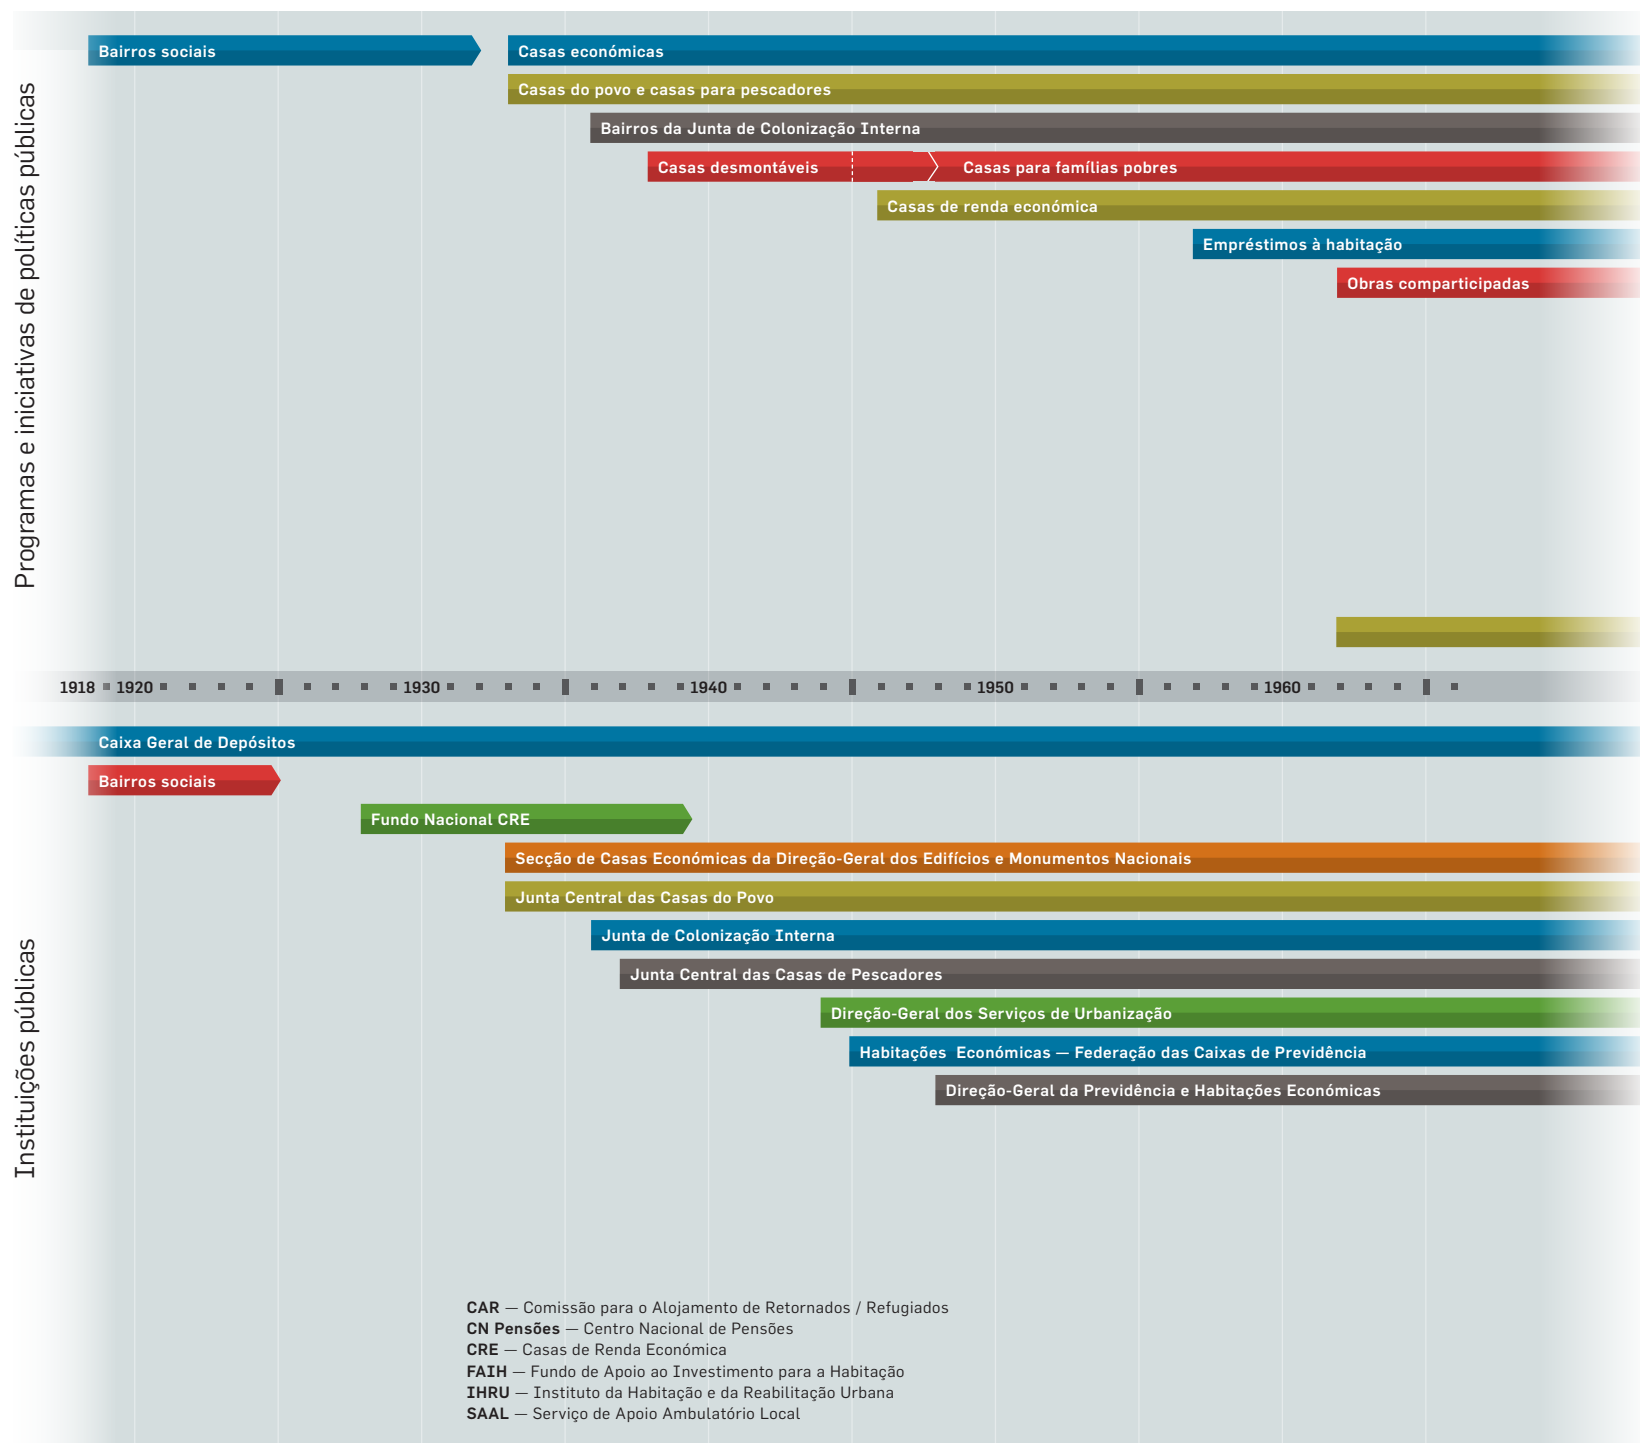 Programas e iniciativas de políticas públicas
Bairros sociais
Casas económicas
Casas do povo e casas para pescadores
Bairros da Junta de Colonização Interna
Casas desmontáveis
Casas para famílias pobres
Casas de renda económica
Empréstimos à habitação
Obras comparticipadas
1918 1920 1930 1940 1950 1960
Instituições públicas
Caixa Geral de Depósitos
Bairros sociais
Fundo Nacional CRE
Secção de Casas Económicas da Direção-Geral dos Edifícios e Monumentos Nacionais
Junta Central das Casas do Povo
Junta de Colonização Interna
Junta Central das Casas de Pescadores
Direção-Geral dos Serviços de Urbanização
Habitações  Económicas — Federação das Caixas de Previdência
Direção-Geral da Previdência e Habitações Económicas
CAR — Comissão para o Alojamento de Retornados / Refugiados
CN Pensões — Centro Nacional de Pensões
CRE — Casas de Renda Económica
FAIH — Fundo de Apoio ao Investimento para a Habitação
IHRU — Instituto da Habitação e da Reabilitação Urbana
SAAL — Serviço de Apoio Ambulatório Local